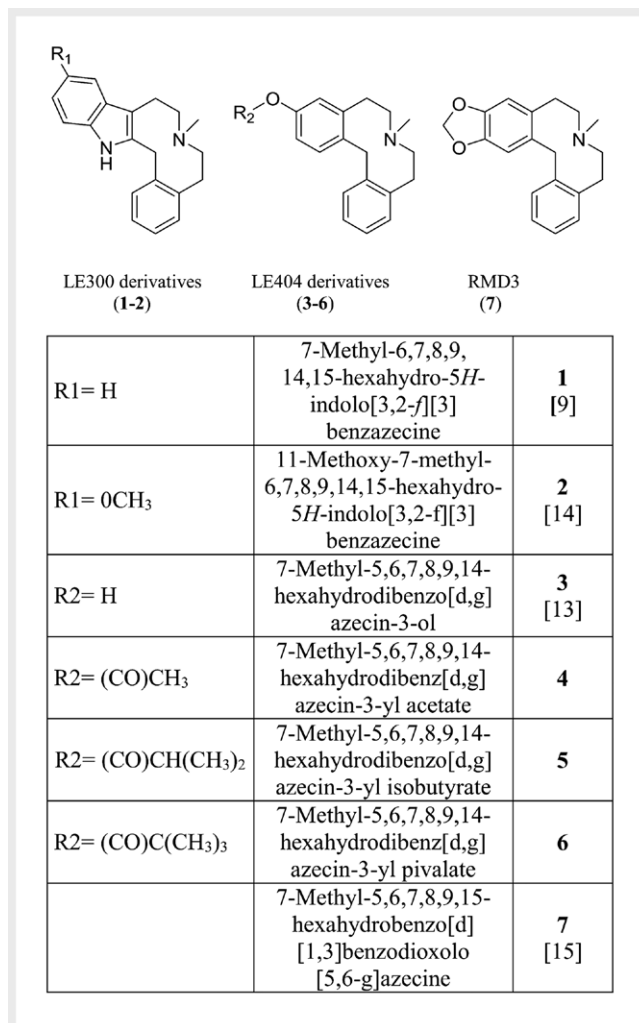 R1
N
N
H
O
R2
N
O
O
N
LE300 derivatives
(1-2)
LE404 derivatives
(3-6)
RMD3
(7)
R1= H
7-Methyl-6,7,8,9,
14,15-hexahydro-5H-
indolo[3,2-f][3]
benzazecine
1
[9]
R1= 0CH3
11-Methoxy-7-methyl-
6,7,8,9,14,15-hexahydro-
5H-indolo[3,2-f][3]
benzazecine
2
[14]
R2= H
7-Methyl-5,6,7,8,9,14-
hexahydrodibenzo[d,g]
azecin-3-ol
3
[13]
R2= (CO)CH3
7-Methyl-5,6,7,8,9,14-
hexahydrodibenz[d,g]
azecin-3-yl acetate
4
R2= (CO)CH(CH3)2
7-Methyl-5,6,7,8,9,14-
hexahydrodibenzo[d,g]
azecin-3-yl isobutyrate
5
R2= (CO)C(CH3)3
7-Methyl-5,6,7,8,9,14-
hexahydrodibenz[d,g]
azecin-3-yl pivalate
6
7-Methyl-5,6,7,8,9,15-
hexahydrobenzo[d]
[1,3]benzodioxolo
[5,6-g]azecine
7
[15]